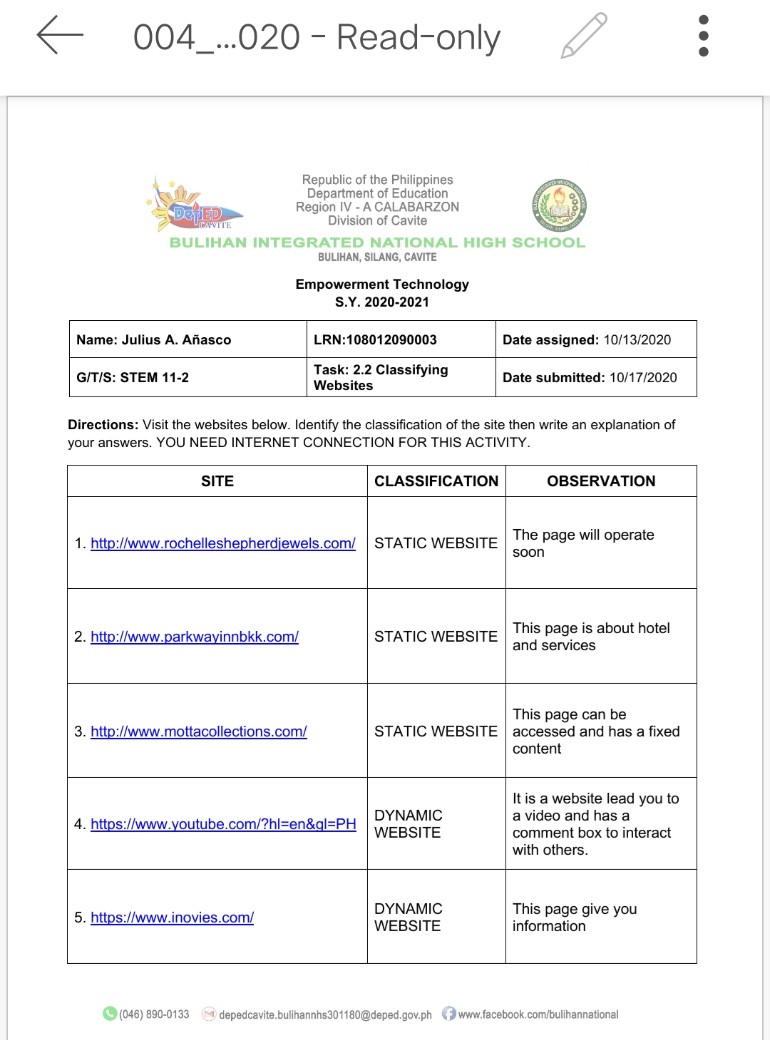 004_...020 - Read-only
Republic of the Philippines
Department of Education
Region IV - A CALABARZON
Division of Cavite
DepED
CAVITE
BULIHAN INTEGRATED NATIONAL HIGH SCHOOL
BULIHAN, SILANG, CAVITE
Empowerment Technology
S.Y. 2020-2021
Name: Julius A. Añasco LRN:108012090003 Date assigned: 10/13/2020
G/T/S: STEM 11-2 Task: 2.2 Classifying Websites Date submitted: 10/17/2020
Directions: Visit the websites below. Identify the classification of the site then write an explanation of
your answers. YOU NEED INTERNET CONNECTION FOR THIS ACTIVITY.
SITE CLASSIFICATION OBSERVATION
1. http://www.rochelleshepherdjewels.com/ STATIC WEBSITE The page will operate
soon
2. http://www.parkwayinnbkk.com/ STATIC WEBSITE This page is about hotel
and services
3. http://www.mottacollections.com/ STATIC WEBSITE This page can be
accessed and has a fixed
content
4. https://www.youtube.com/?hl=en&gl=PH DYNAMIC
WEBSITE
It is a website lead you to
a video and has a
comment box to interact
with others.
5. https://www.inovies.com/ DYNAMIC
WEBSITE
This page give you
information
(046) 890-0133 depedcavite.bulihannhs301180@deped.gov.ph www.facebook.com/bulihannational